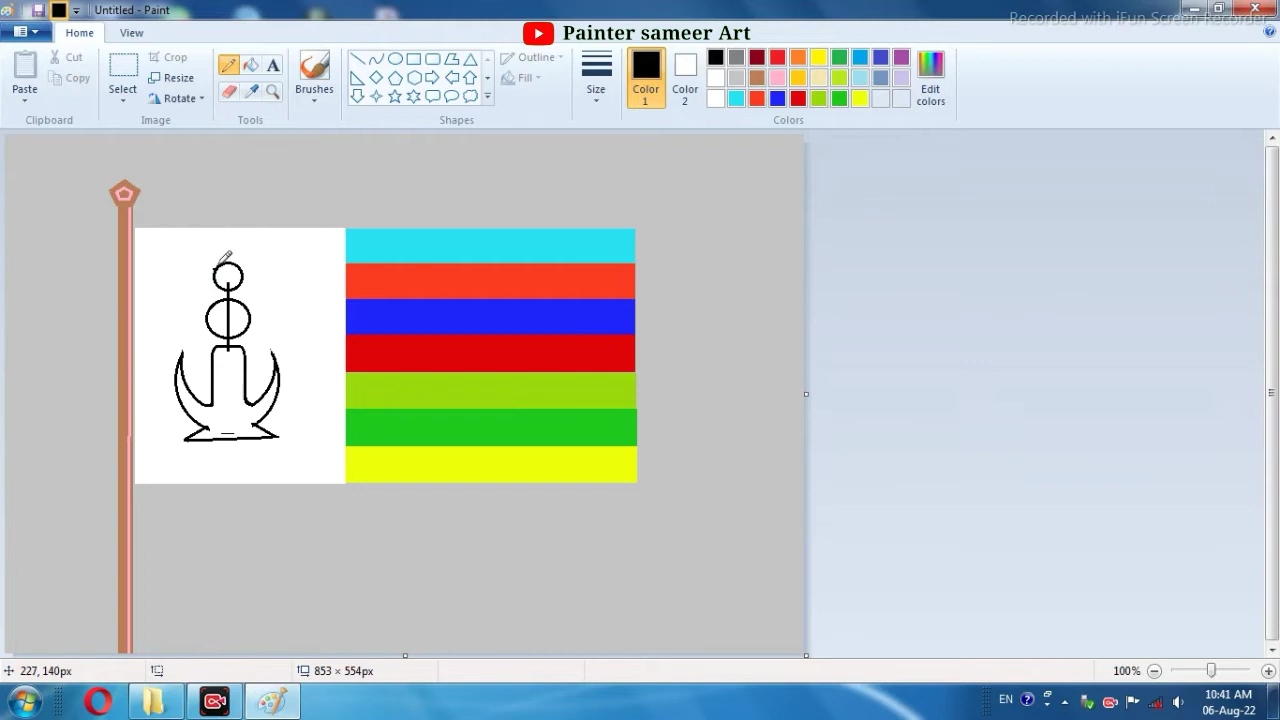 Untitled - Paint
Recorded with iFun Screen Recorder
Home
View
Painter sameer Art
Paste
Cut
Copy
Clipboard
Select
Crop
Resize
Rotate
Image
Tools
Brushes
Shapes
Outline
Fill
Size
Color
1
Color
2
Edit
colors
Colors
227, 140px
853 × 554px
100%
EN
10:41 AM
06-Aug-22